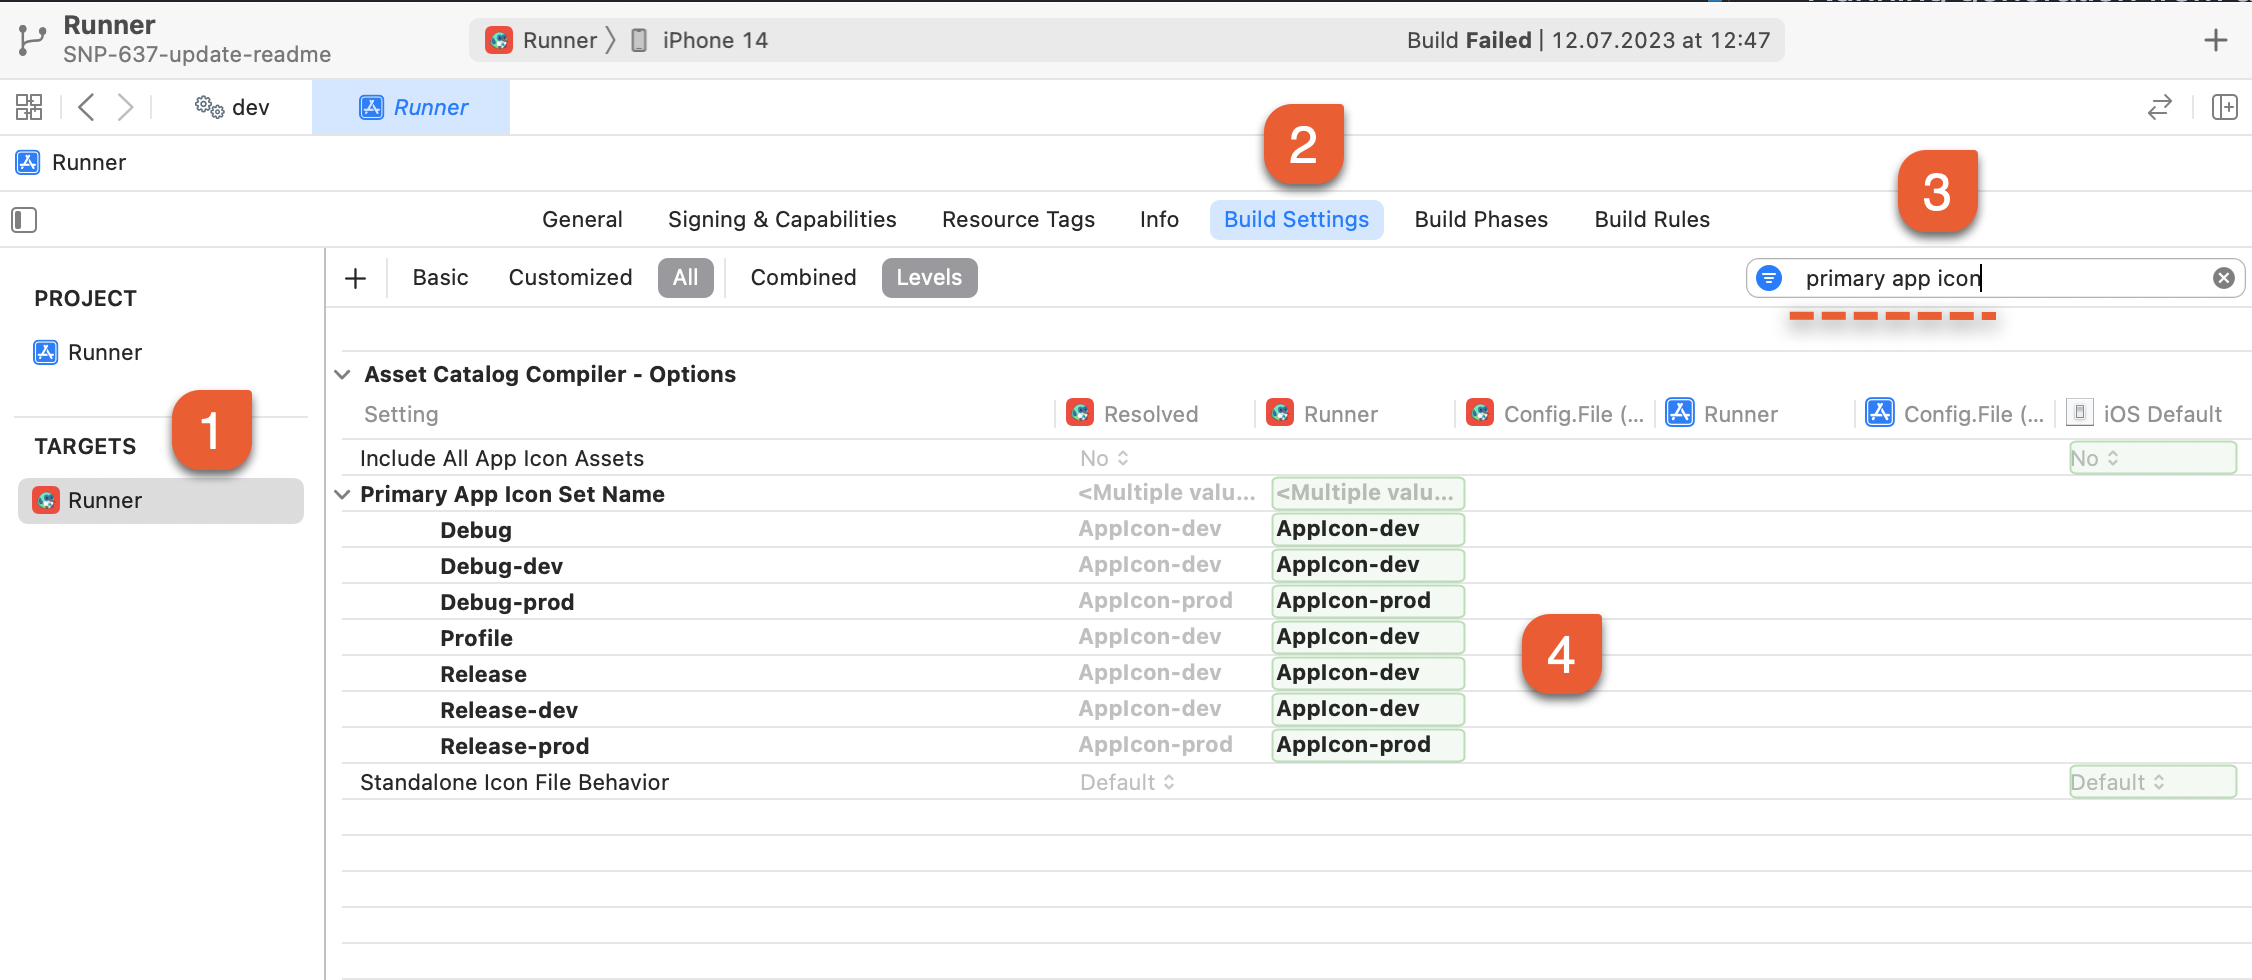 Runner
SNP-637-update-readme
Runner
iPhone 14
Build Failed | 12.07.2023 at 12:47
dev
Runner
Runner
2
3
General
Signing & Capabilities
Resource Tags
Info
Build Settings
Build Phases
Build Rules
PROJECT
Runner
1
TARGETS
Runner
Basic
Customized
All
Combined
Levels
primary app icon
Asset Catalog Compiler - Options
Setting
Resolved
Runner
Config.File (...
Runner
Config.File (...
iOS Default
Include All App Icon Assets
No
No
Primary App Icon Set Name
<Multiple valu...
<Multiple valu...
Debug
AppIcon-dev
AppIcon-dev
Debug-dev
AppIcon-dev
AppIcon-dev
Debug-prod
AppIcon-prod
AppIcon-prod
Profile
AppIcon-dev
AppIcon-dev
4
Release
AppIcon-dev
AppIcon-dev
Release-dev
AppIcon-dev
AppIcon-dev
Release-prod
AppIcon-prod
AppIcon-prod
Standalone Icon File Behavior
Default
Default